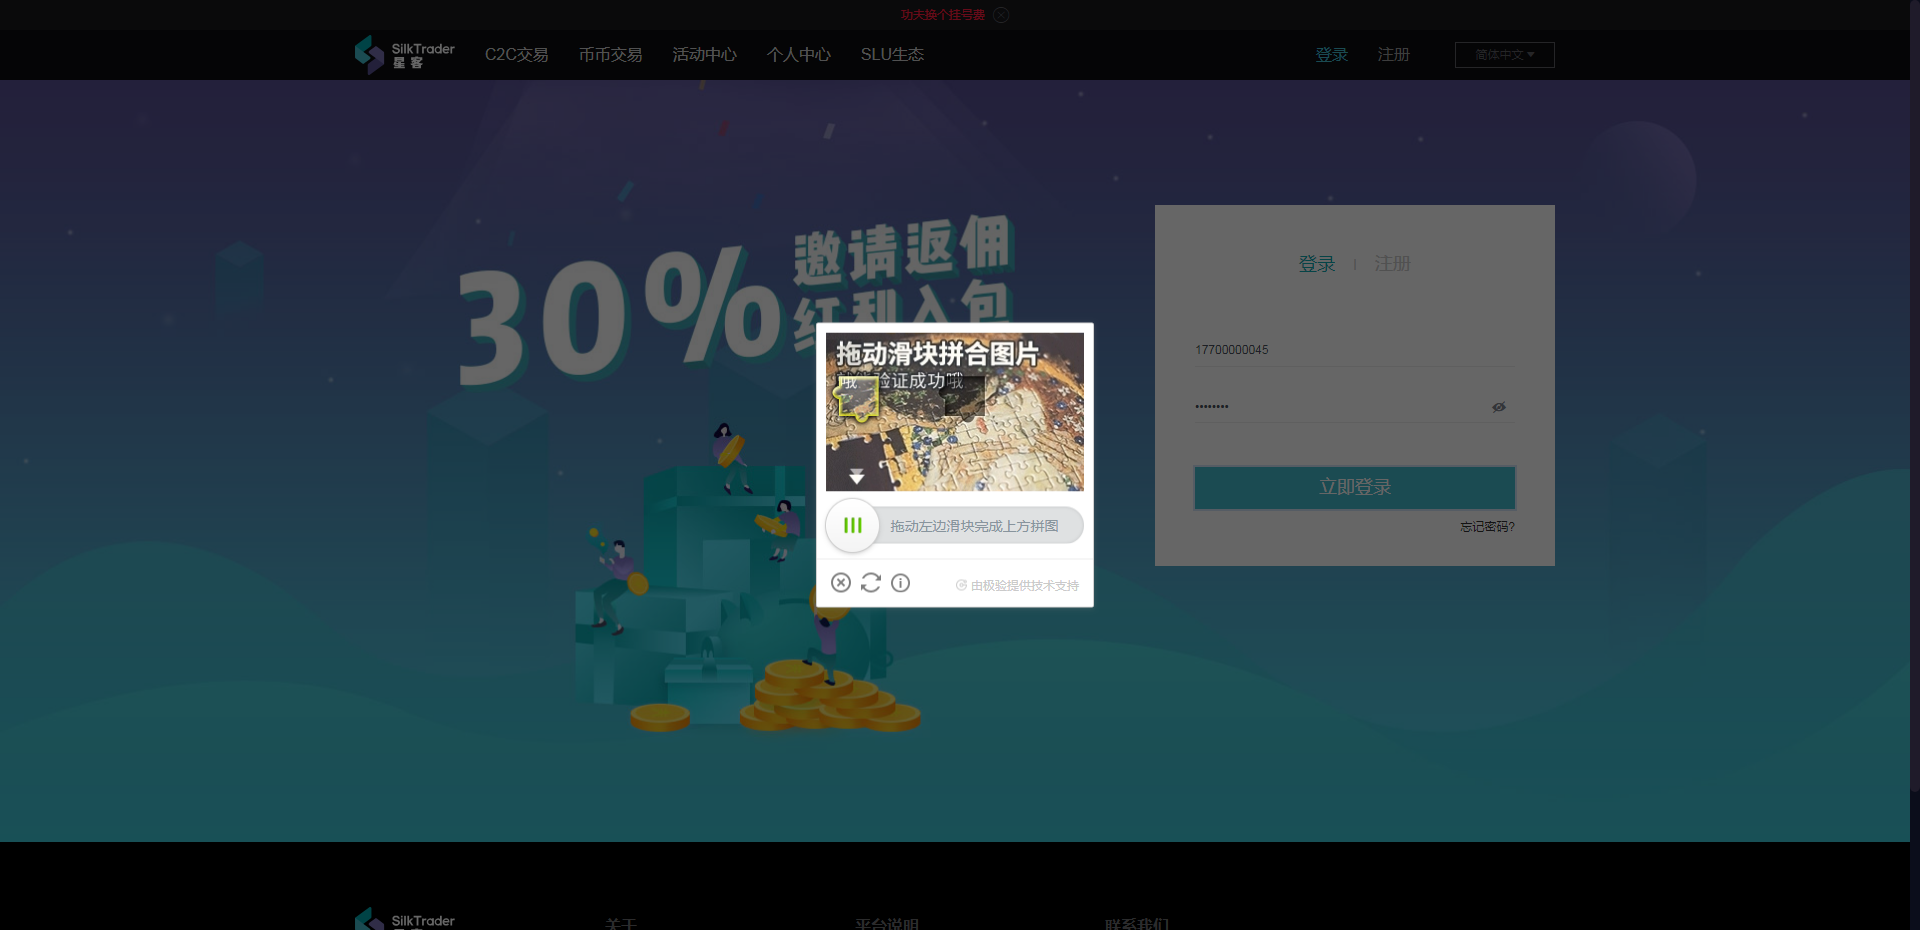 功夫换个挂号费
SilkTrader
星客
C2C交易
币币交易
活动中心
个人中心
SLU生态
登录
注册
简体中文
30%
邀请返佣
红利入包
登录
注册
17700000045
••••••••
立即登录
忘记密码?
拖动滑块拼合图片
哦 验证成功哦
拖动左边滑块完成上方拼图
由极验提供技术支持
SilkTrader
星客
关于
平台说明
联系我们